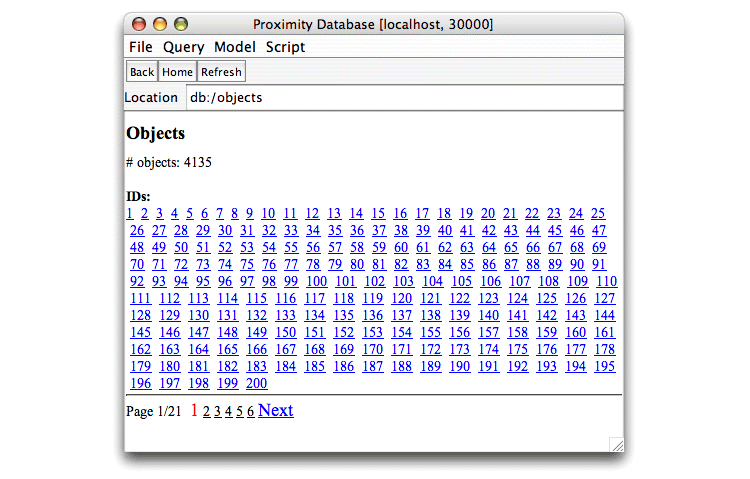 Proximity Database [localhost, 30000]
File Query Model Script
Back Home Refresh
Location db:/objects
Objects
# objects: 4135
IDs:
1 2 3 4 5 6 7 8 9 10 11 12 13 14 15 16 17 18 19 20 21 22 23 24 25
26 27 28 29 30 31 32 33 34 35 36 37 38 39 40 41 42 43 44 45 46 47
48 49 50 51 52 53 54 55 56 57 58 59 60 61 62 63 64 65 66 67 68 69
70 71 72 73 74 75 76 77 78 79 80 81 82 83 84 85 86 87 88 89 90 91
92 93 94 95 96 97 98 99 100 101 102 103 104 105 106 107 108 109 110
111 112 113 114 115 116 117 118 119 120 121 122 123 124 125 126 127
128 129 130 131 132 133 134 135 136 137 138 139 140 141 142 143 144
145 146 147 148 149 150 151 152 153 154 155 156 157 158 159 160 161
162 163 164 165 166 167 168 169 170 171 172 173 174 175 176 177 178
179 180 181 182 183 184 185 186 187 188 189 190 191 192 193 194 195
196 197 198 199 200
Page 1/21 1 2 3 4 5 6 Next